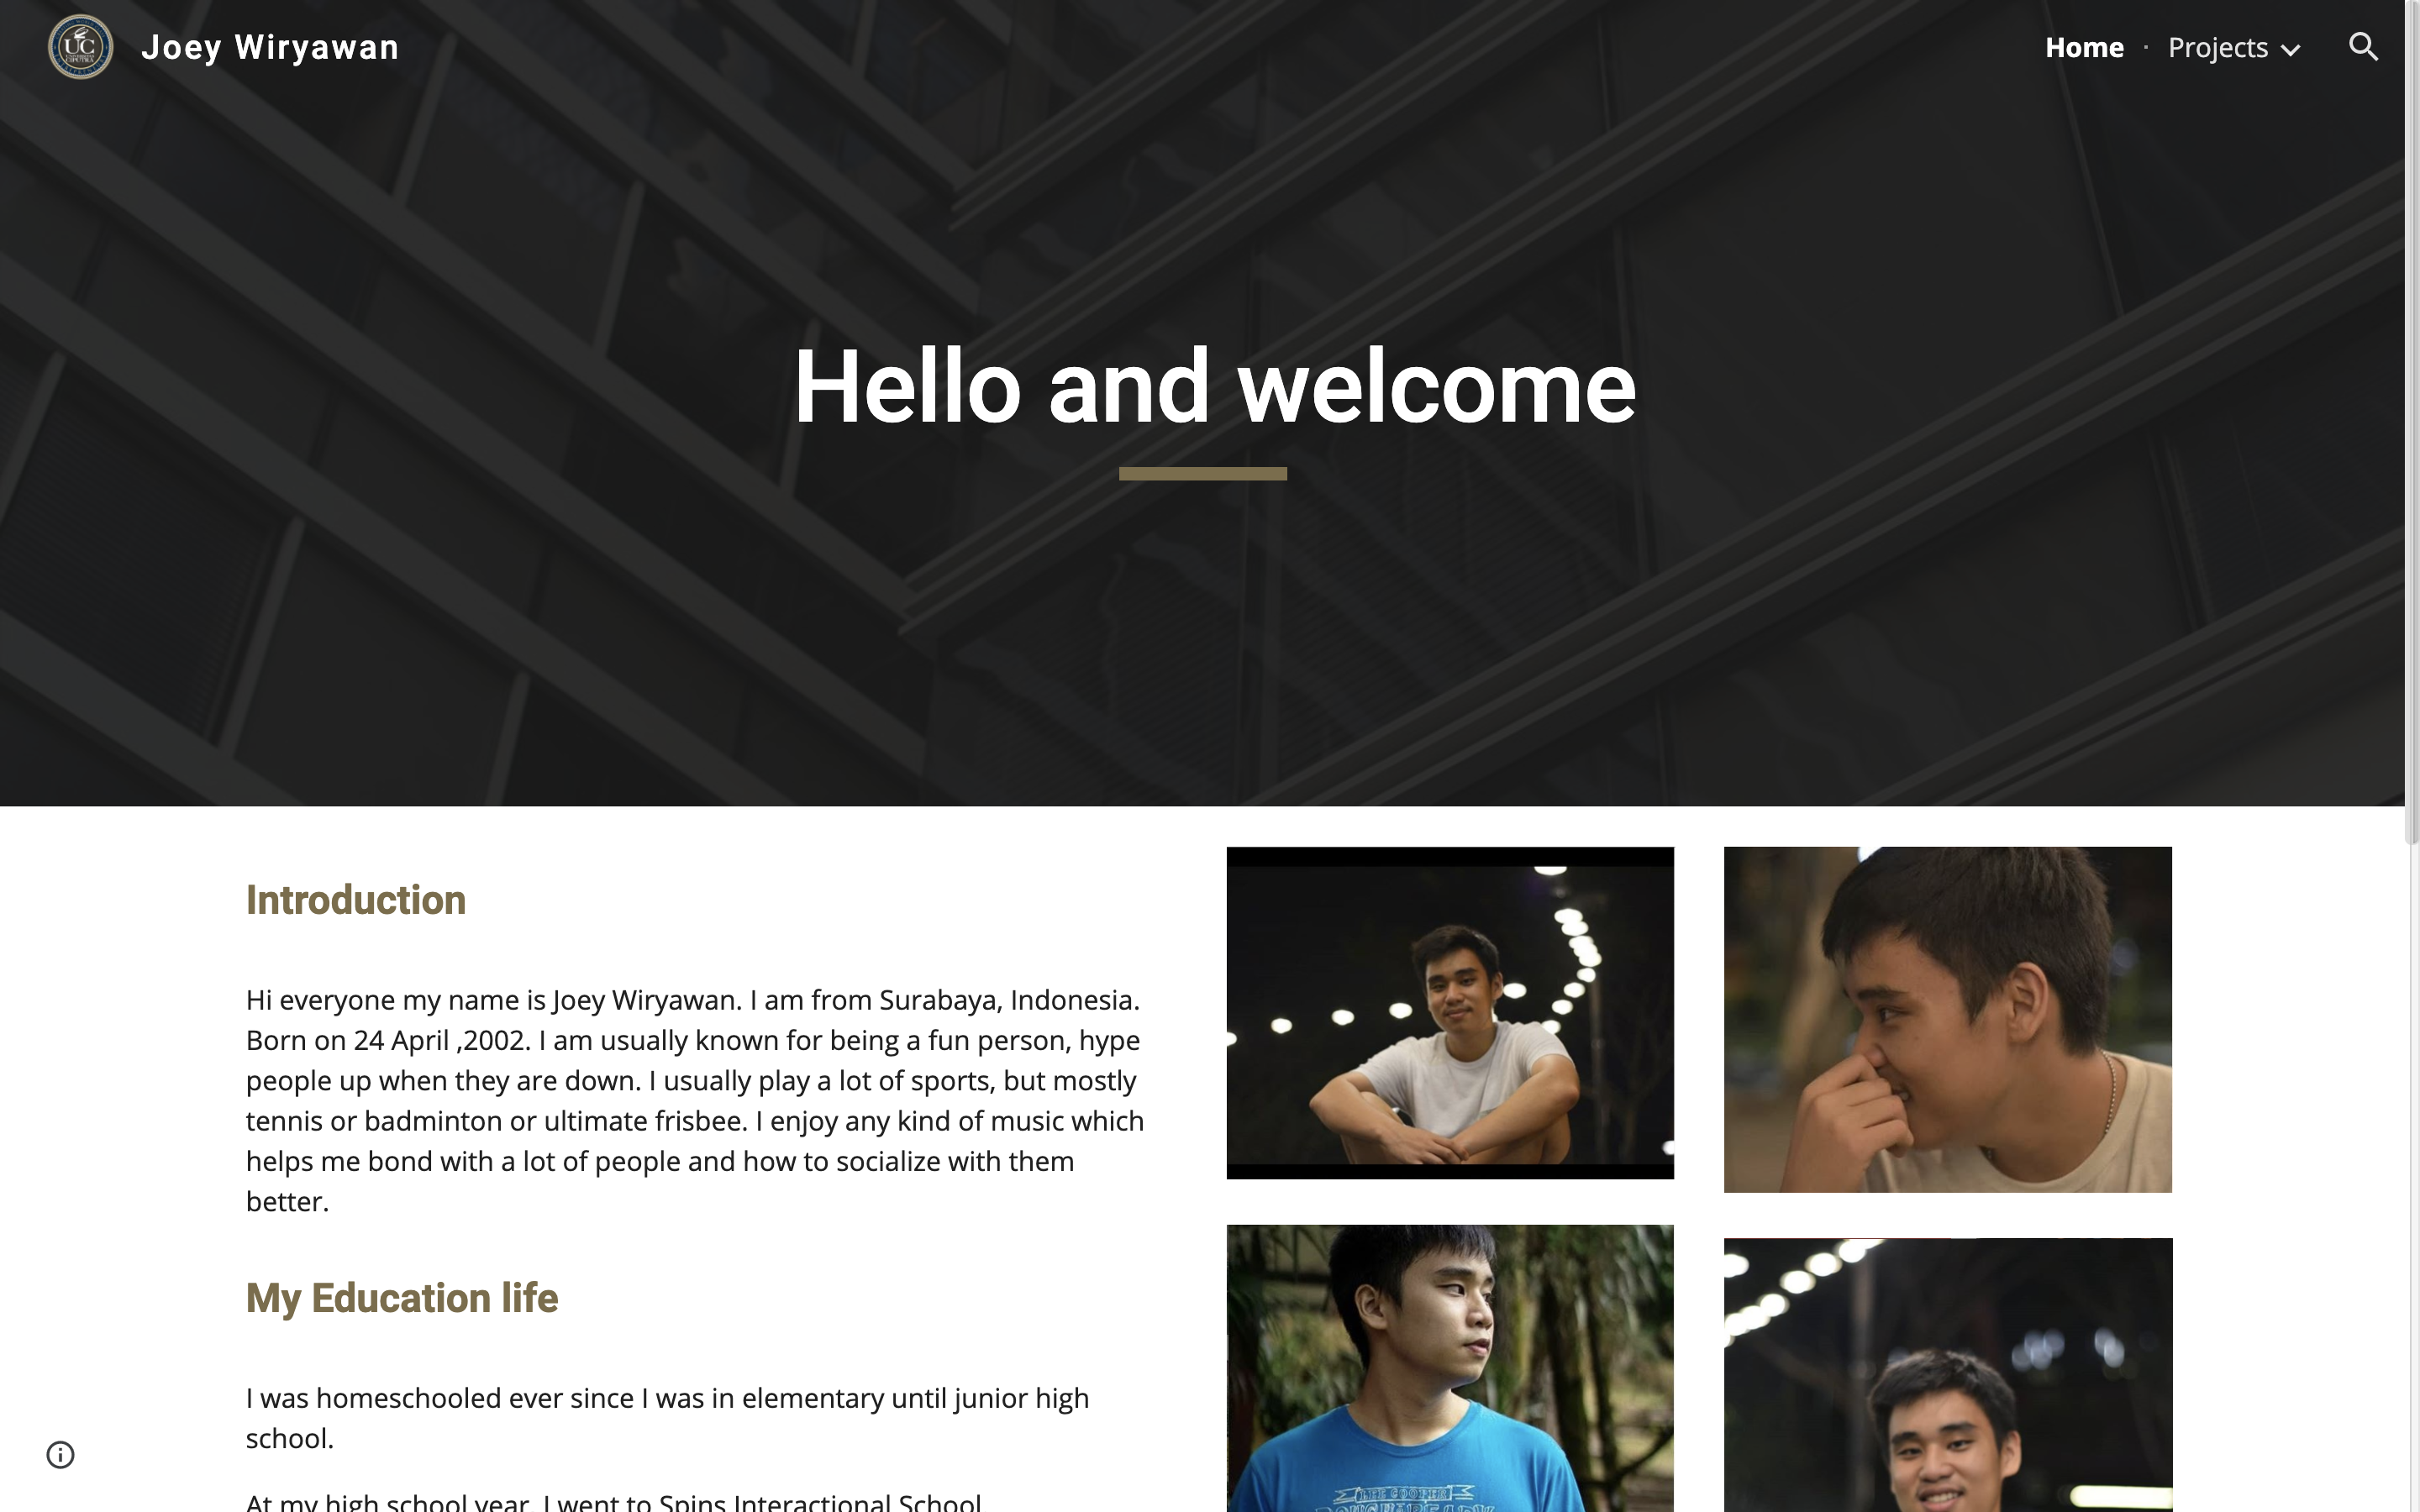 UC
Joey Wiryawan
Home · Projects
Hello and welcome
Introduction
Hi everyone my name is Joey Wiryawan. I am from Surabaya, Indonesia.
Born on 24 April ,2002. I am usually known for being a fun person, hype
people up when they are down. I usually play a lot of sports, but mostly
tennis or badminton or ultimate frisbee. I enjoy any kind of music which
helps me bond with a lot of people and how to socialize with them
better.
My Education life
I was homeschooled ever since I was in elementary until junior high
school.
At my high school year, I went to Spins Interactional School.
LEE COOPER